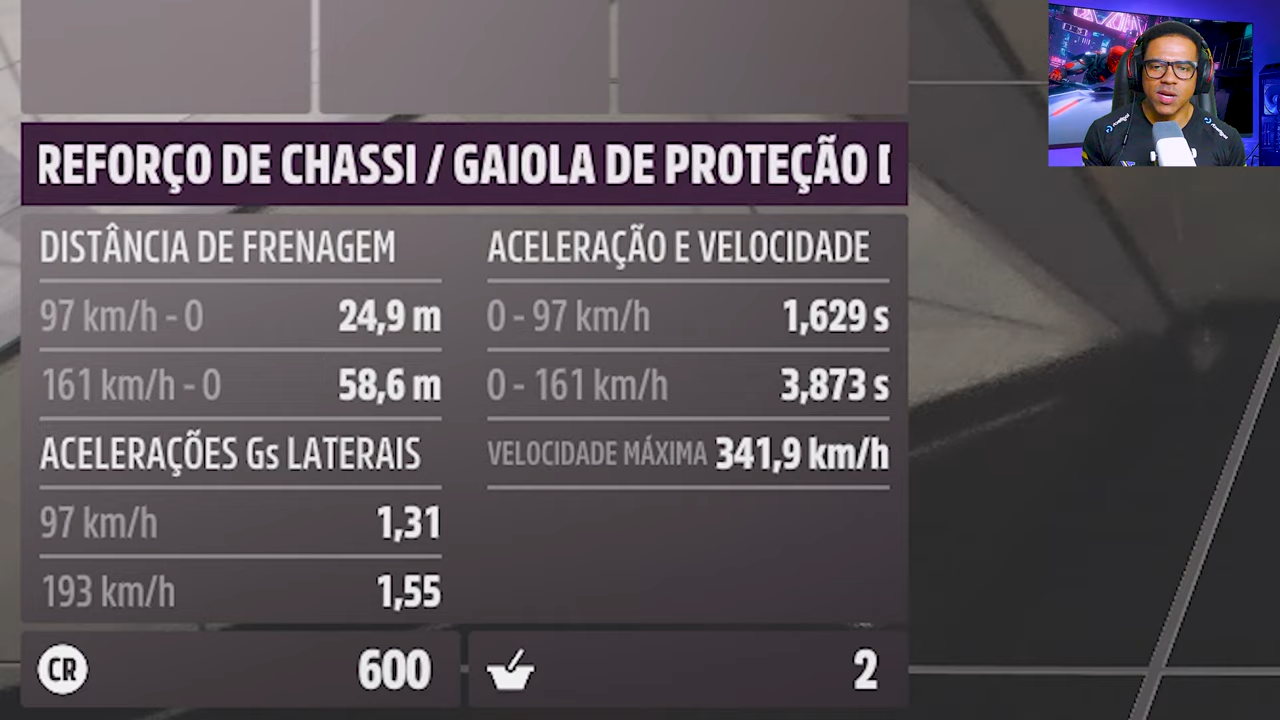 REFORÇO DE CHASSI / GAIOLA DE PROTEÇÃO D
DISTÂNCIA DE FRENAGEM
97 km/h - 0 24,9 m
161 km/h - 0 58,6 m
ACELERAÇÕES Gs LATERAIS
97 km/h 1,31
193 km/h 1,55
ACELERAÇÃO E VELOCIDADE
0 - 97 km/h 1,629 s
0 - 161 km/h 3,873 s
VELOCIDADE MÁXIMA 341,9 km/h
CR 600
2